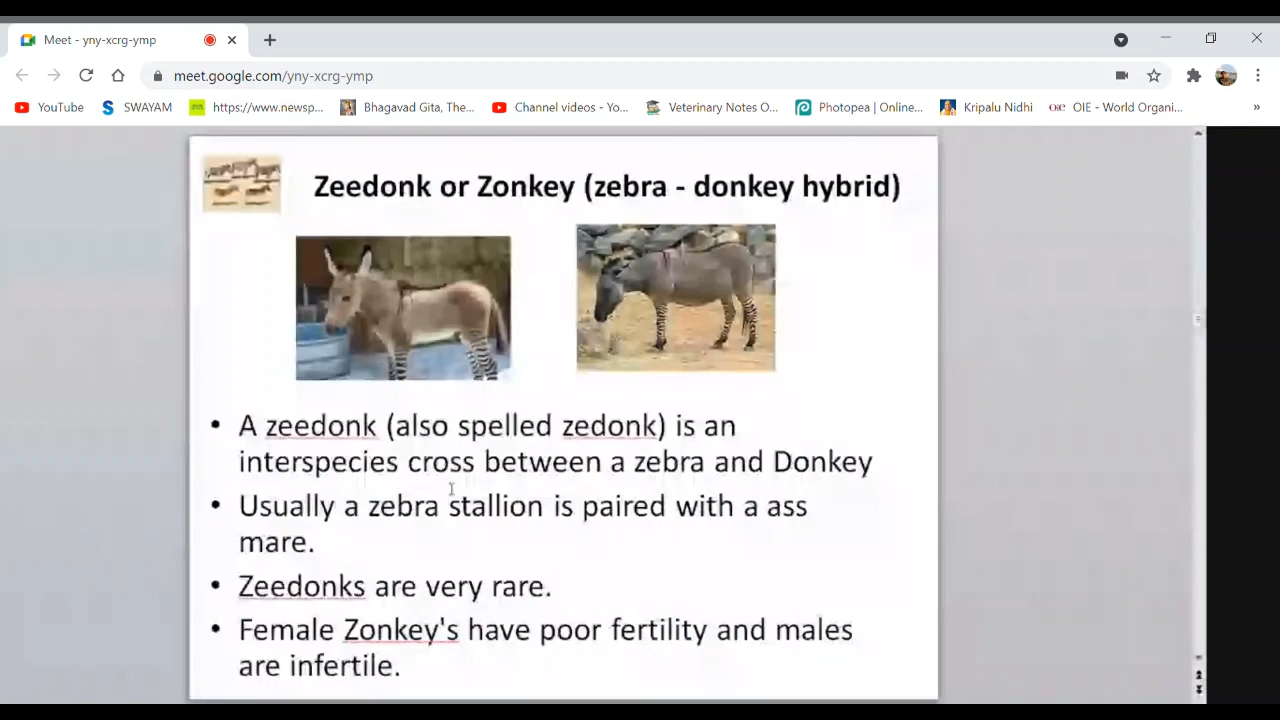 Meet - yny-xcrg-ymp
meet.google.com/yny-xcrg-ymp
YouTube SWAYAM https://www.newsp... Bhagavad Gita, The... Channel videos - Yo... Veterinary Notes O... Photopea | Online... Kripalu Nidhi OIE - World Organi... »
Zeedonk or Zonkey (zebra - donkey hybrid)
• A zeedonk (also spelled zedonk) is an
interspecies cross between a zebra and Donkey
• Usually a zebra stallion is paired with a ass
mare.
• Zeedonks are very rare.
• Female Zonkey's have poor fertility and males
are infertile.